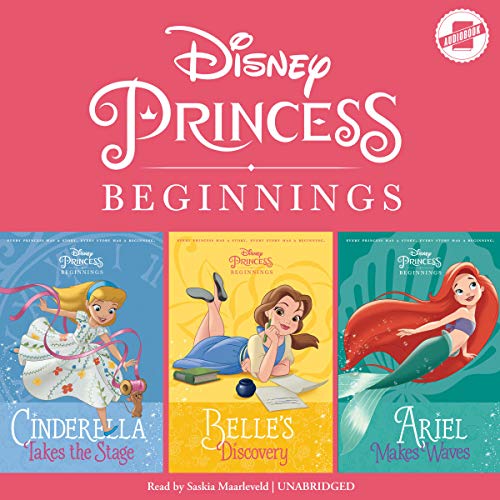 AUDIOBOOK
Disney
PRINCESS
BEGINNINGS
EVERY PRINCESS HAS A STORY. EVERY STORY HAS A BEGINNING.
Disney
PRINCESS
BEGINNINGS
CINDERELLA
Takes the Stage
EVERY PRINCESS HAS A STORY. EVERY STORY HAS A BEGINNING.
Disney
PRINCESS
BEGINNINGS
BELLE'S
Discovery
EVERY PRINCESS HAS A STORY. EVERY STORY HAS A BEGINNING.
Disney
PRINCESS
BEGINNINGS
ARIEL
Makes Waves
Read by Saskia Maarleveld | UNABRIDGED